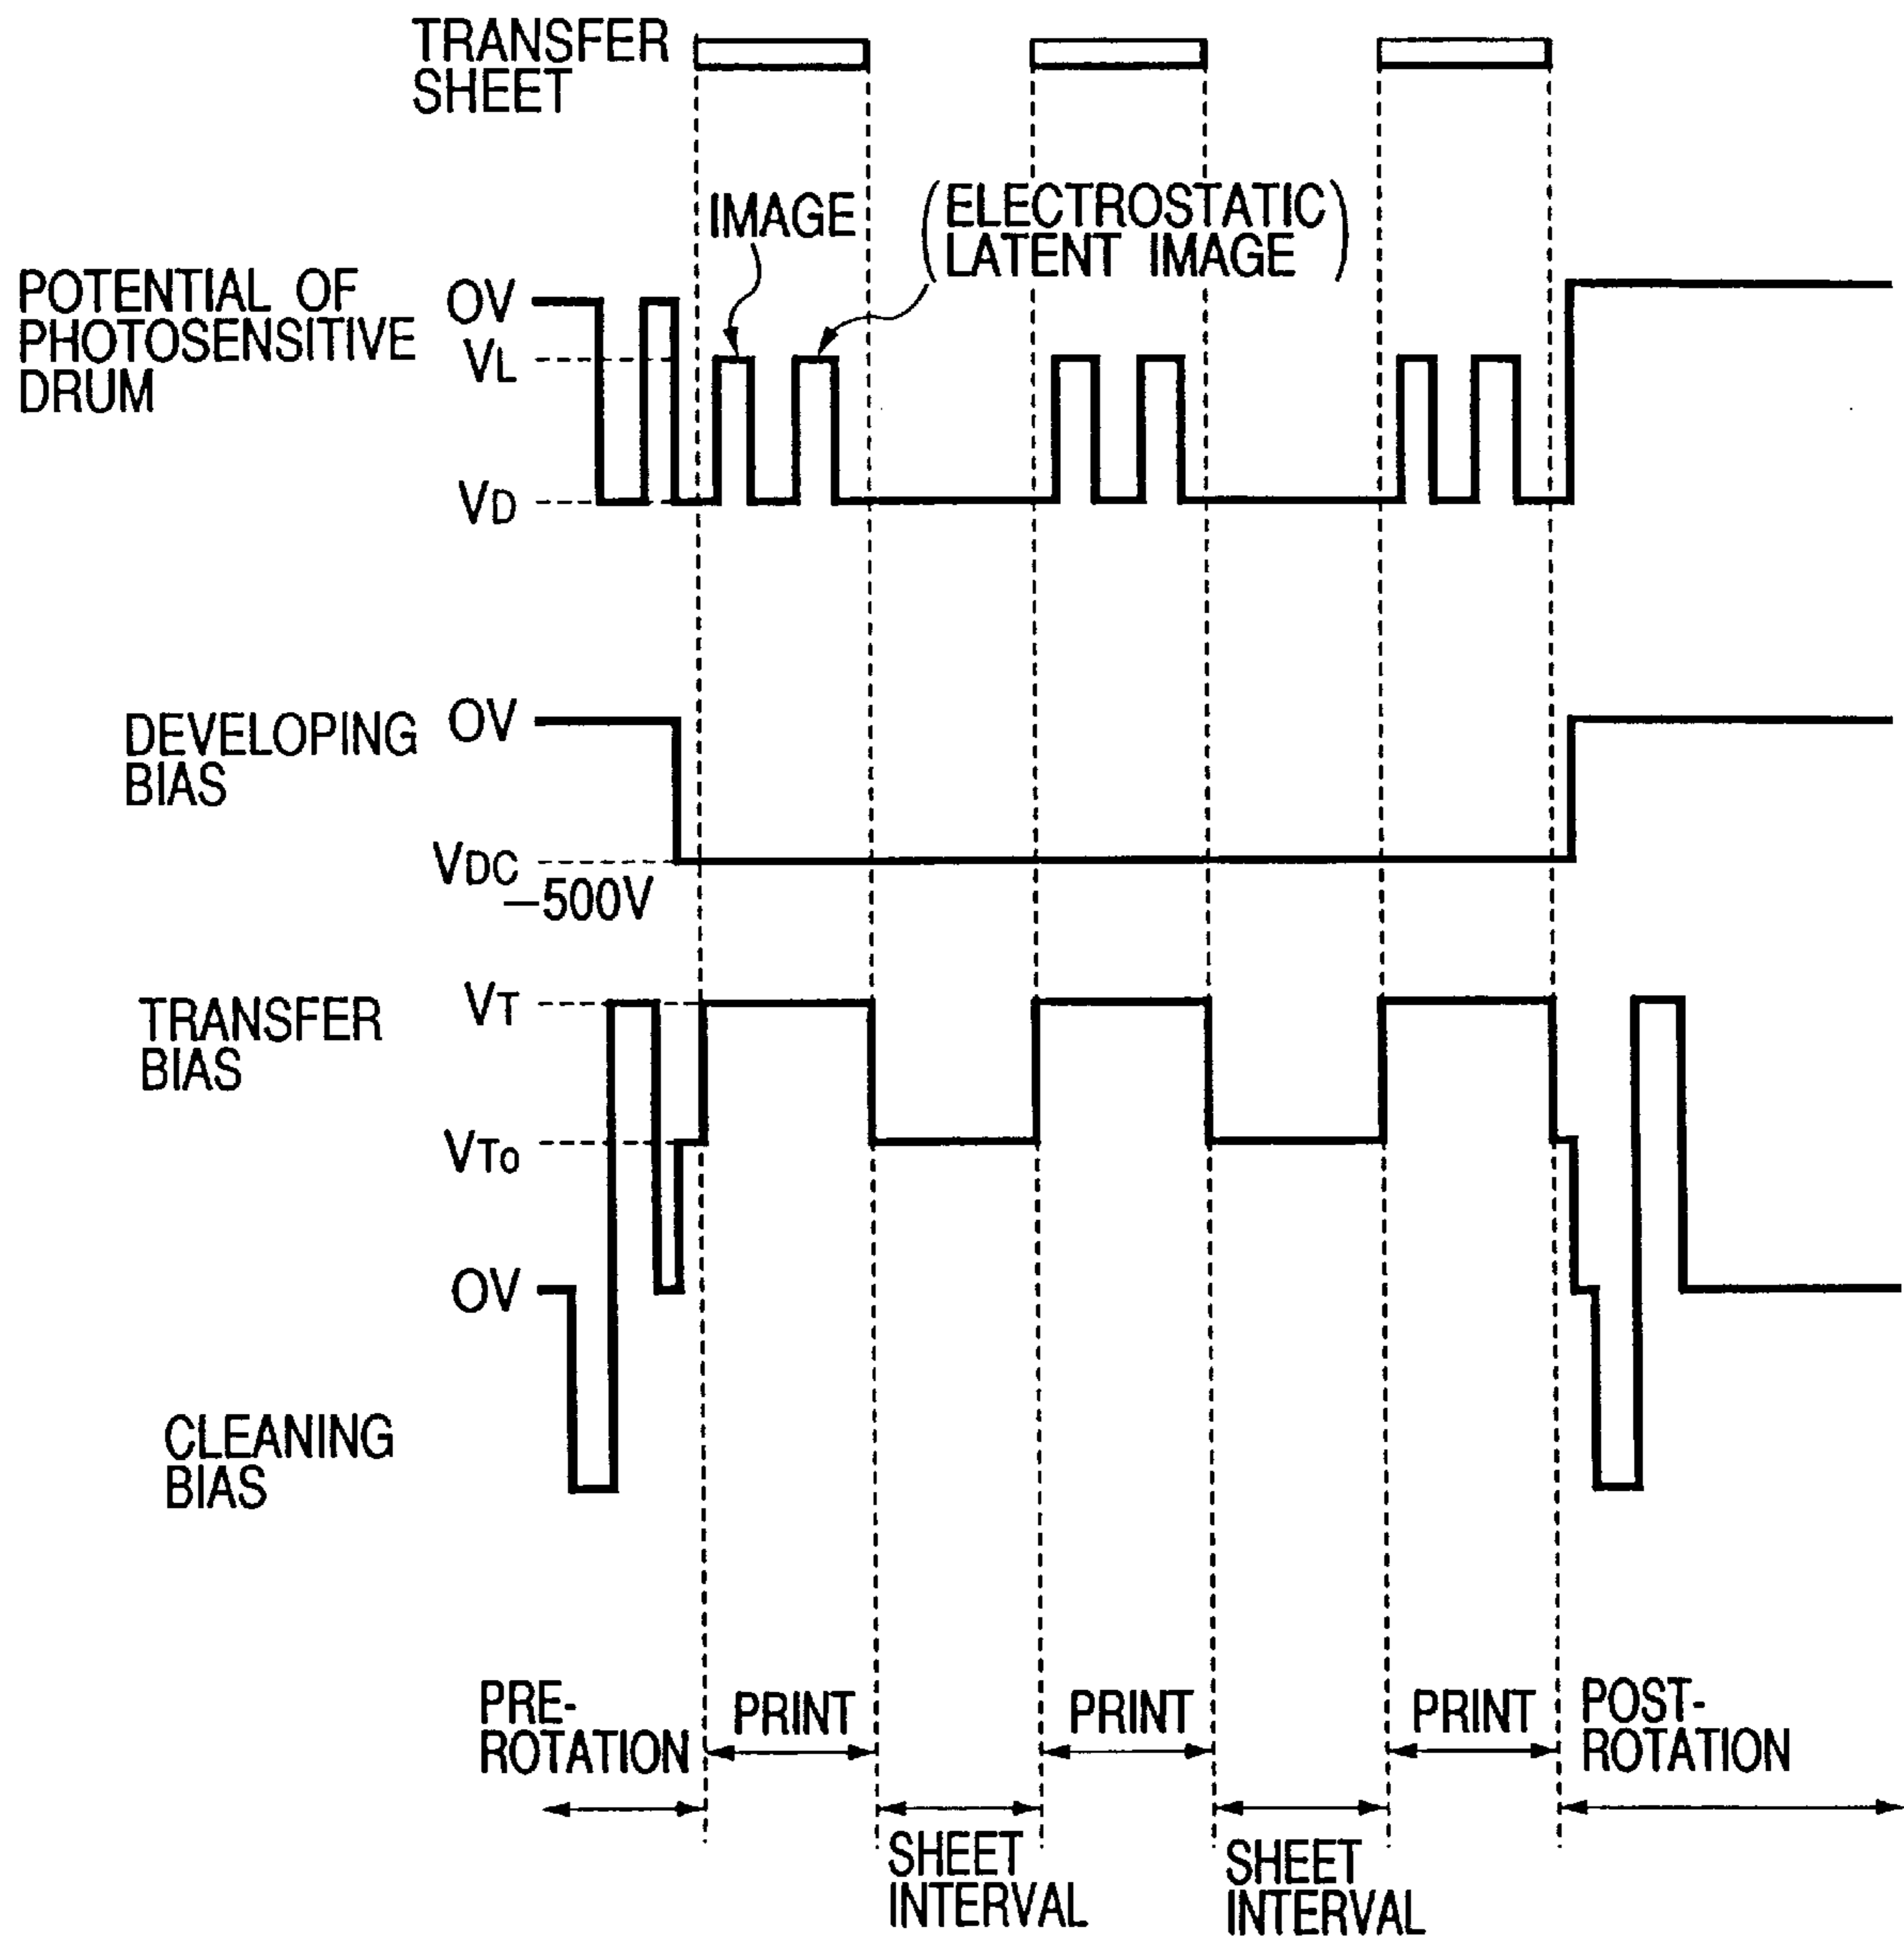 TRANSFER
SHEET
IMAGE
(ELECTROSTATIC
LATENT IMAGE)
POTENTIAL OF
PHOTOSENSITIVE
DRUM
OV
VL
VD
DEVELOPING
BIAS
OV
VDC
-500V
TRANSFER
BIAS
VT
VTo
OV
CLEANING
BIAS
PRE-
ROTATION
PRINT
PRINT
PRINT
POST-
ROTATION
SHEET
INTERVAL
SHEET
INTERVAL